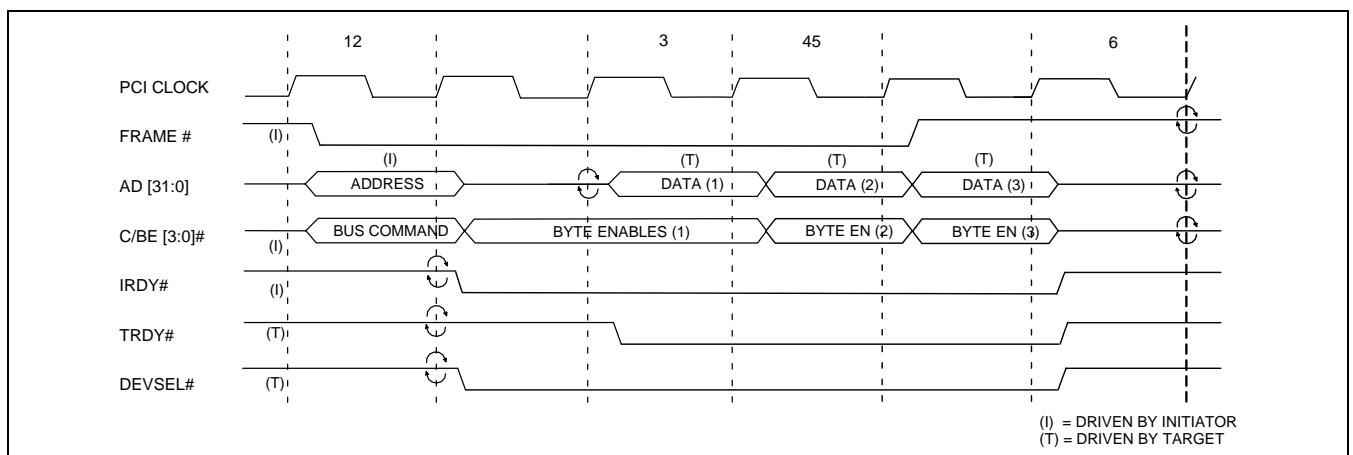 12 3 45 6
PCI CLOCK
FRAME # (I)
(I) (T) (T) (T)
AD [31:0] ADDRESS DATA (1) DATA (2) DATA (3)
C/BE [3:0]# (I) BUS COMMAND BYTE ENABLES (1) BYTE EN (2) BYTE EN (3)
IRDY# (I)
TRDY# (T)
DEVSEL# (T)
(I) = DRIVEN BY INITIATOR
(T) = DRIVEN BY TARGET